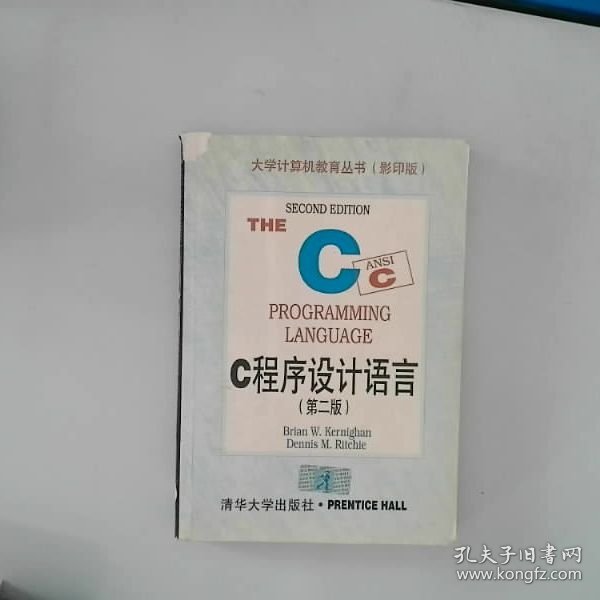 大学计算机教育丛书（影印版）
SECOND EDITION
THE
C
ANSI
C
PROGRAMMING
LANGUAGE
C程序设计语言
（第二版）
Brian W. Kernighan
Dennis M. Ritchie
清华大学出版社·PRENTICE HALL
孔夫子旧書网
www.kongfz.com